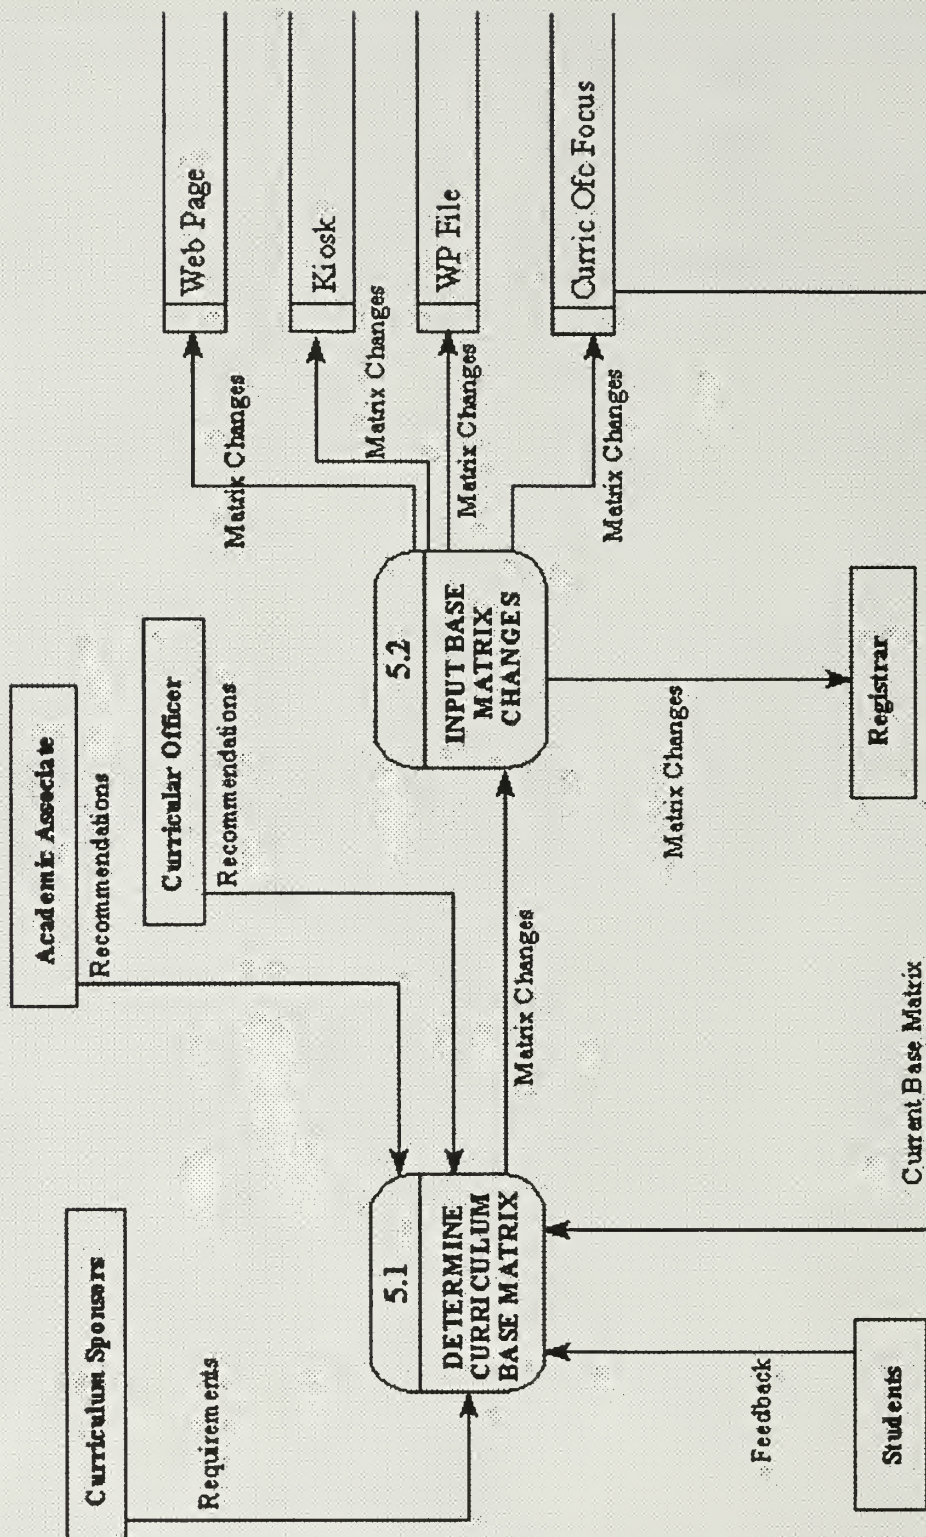 Curriculum Sponsors
Requirements
Academic Associate
Recommendations
Curricular Officer
Recommendations
5.1
DETERMINE
CURRICULUM
BASE MATRIX
Matrix Changes
5.2
INPUT BASE
MATRIX
CHANGES
Matrix Changes
Web Page
Matrix Changes
Kiosk
Matrix Changes
WP File
Matrix Changes
Curric Ofc Focus
Matrix Changes
Registrar
Feedback
Students
Current Base Matrix